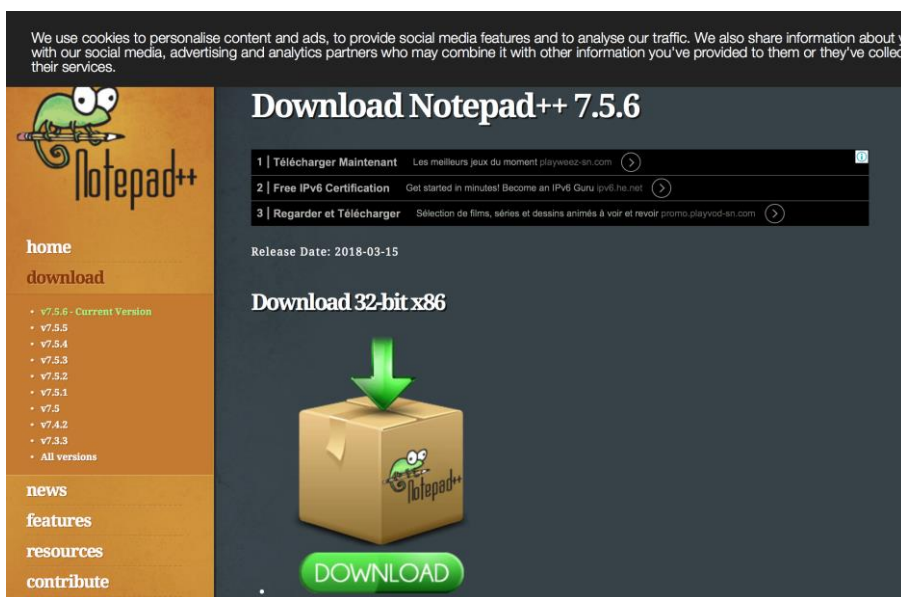 We use cookies to personalise content and ads, to provide social media features and to analyse our traffic. We also share information about
with our social media, advertising and analytics partners who may combine it with other information you've provided to them or they've
their services.
Notepad++
Download Notepad++ 7.5.6
1 | Télécharger Maintenant Les meilleurs jeux du moment playweez-sn.com
2 | Free IPv6 Certification Get started in minutes! Become an IPv6 Guru ipv6.he.net
3 | Regarder et Télécharger Sélection de films, séries et dessins animés à voir et revoir promo.playvod-sn.com
home
download
• v7.5.6 - Current Version
• v7.5.5
• v7.5.4
• v7.5.3
• v7.5.2
• v7.5.1
• v7.5
• v7.4.2
• v7.3.3
• All versions
news
features
resources
contribute
Release Date: 2018-03-15
Download 32-bit x86
Notepad++
DOWNLOAD